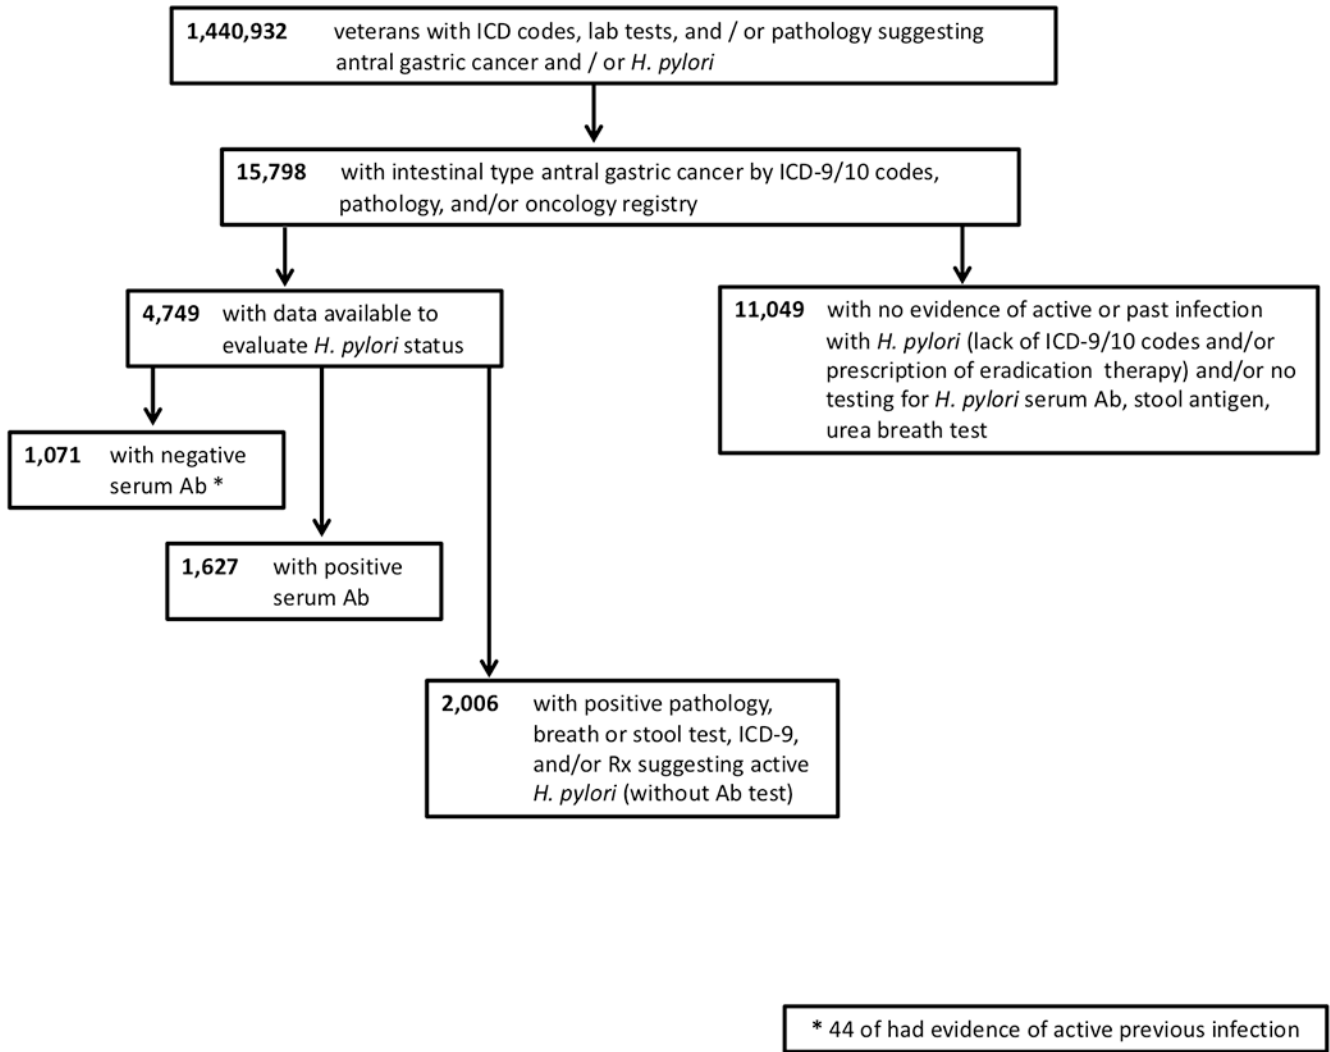 1,440,932 veterans with ICD codes, lab tests, and / or pathology suggesting
antral gastric cancer and / or H. pylori
15,798 with intestinal type antral gastric cancer by ICD-9/10 codes,
pathology, and/or oncology registry
4,749 with data available to
evaluate H. pylori status
11,049 with no evidence of active or past infection
with H. pylori (lack of ICD-9/10 codes and/or
prescription of eradication therapy) and/or no
testing for H. pylori serum Ab, stool antigen,
urea breath test
1,071 with negative
serum Ab *
1,627 with positive
serum Ab
2,006 with positive pathology,
breath or stool test, ICD-9,
and/or Rx suggesting active
H. pylori (without Ab test)
* 44 of had evidence of active previous infection